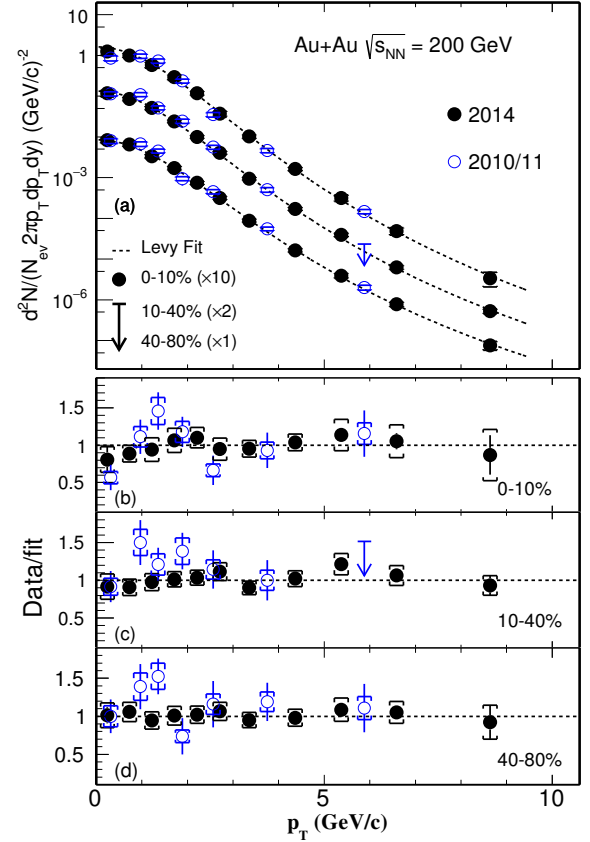 10
1
10⁻³
10⁻⁶
d²N/(N_ev 2πp_T dp_T dy) (GeV/c)⁻²
Au+Au √s_NN = 200 GeV
2014
2010/11
(a)
Levy Fit
0-10% (×10)
10-40% (×2)
40-80% (×1)
Data/fit
1.5
1
0.5
(b)
0-10%
1.5
1
0.5
(c)
10-40%
1.5
1
0.5
(d)
40-80%
0 5 10
p_T (GeV/c)